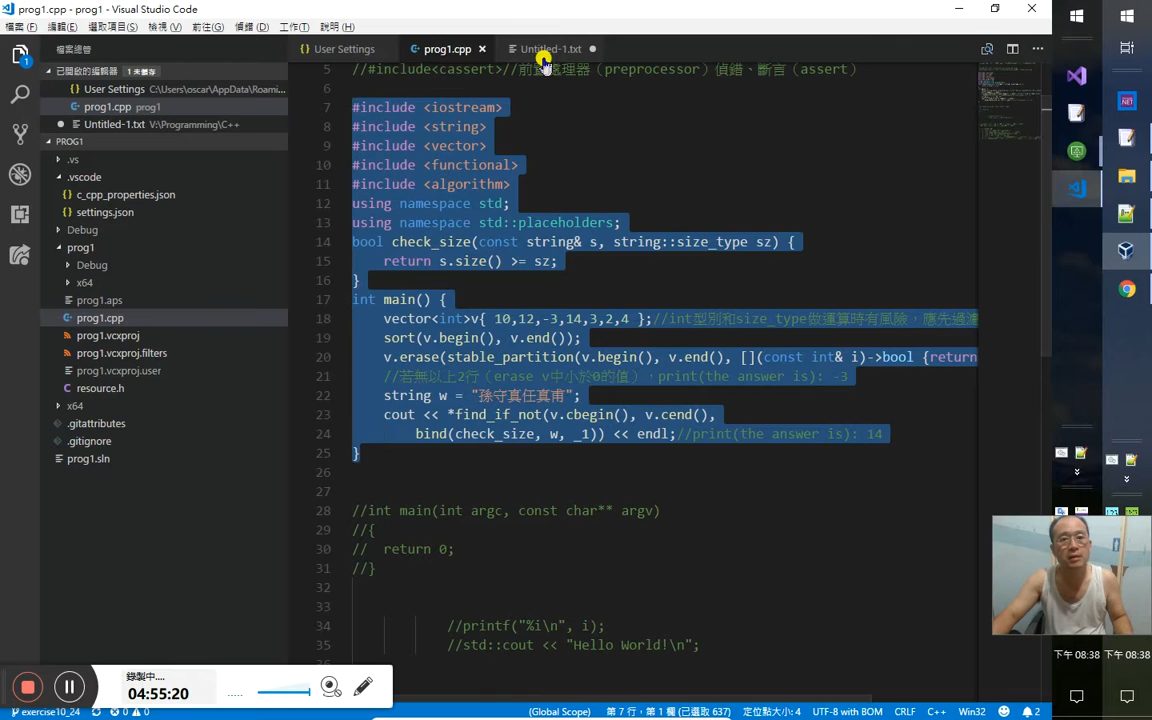 prog1.cpp - prog1 - Visual Studio Code
檔案(F) 編輯(E) 選取項目(S) 檢視(V) 前往(G) 偵錯(D) 工作(T) 說明(H)
檔案總管
User Settings
prog1.cpp
Untitled-1.txt
已開啟的編輯器 1 未儲存
User Settings C:\Users\oscar\AppData\Roami...
prog1.cpp prog1
Untitled-1.txt V:\Programming\C++
PROG1
.vs
.vscode
c_cpp_properties.json
settings.json
Debug
prog1
Debug
x64
prog1.aps
prog1.cpp
prog1.vcxproj
prog1.vcxproj.filters
prog1.vcxproj.user
resource.h
x64
.gitattributes
.gitignore
prog1.sln
5 //#include<cassert>//前置處理器（preprocessor）偵錯、斷言（assert）
6
7 #include <iostream>
8 #include <string>
9 #include <vector>
10 #include <functional>
11 #include <algorithm>
12 using namespace std;
13 using namespace std::placeholders;
14 bool check_size(const string& s, string::size_type sz) {
15 return s.size() >= sz;
16 }
17 int main() {
18 vector<int>v{ 10,12,-3,14,3,2,4 };//int型別和size_type做運算時有風險，應先過濾
19 sort(v.begin(), v.end());
20 v.erase(stable_partition(v.begin(), v.end(), [](const int& i)->bool {return
21 //若無以上2行（erase v中小於0的值），print(the answer is): -3
22 string w = "孫守真任真甫";
23 cout << *find_if_not(v.cbegin(), v.cend(),
24 bind(check_size, w, _1)) << endl;//print(the answer is): 14
25 }
26
27
28 //int main(int argc, const char** argv)
29 //{
30 // return 0;
31 //}
32
33
34 //printf("%i\n", i);
35 //std::cout << "Hello World!\n";
錄製中....
04:55:20
下午 08:38
下午 08:38
exercise10_24 0 0 (Global Scope) 第 7 行，第 1 欄 (已選取 637) 定位點大小: 4 UTF-8 with BOM CRLF C++ Win32 2